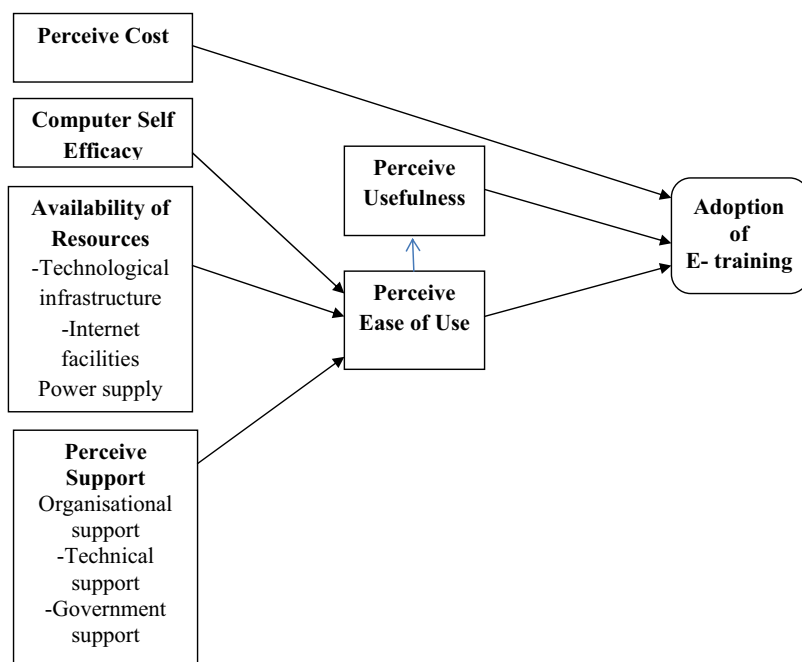 Perceive Cost
Computer Self
Efficacy
Availability of
Resources
-Technological
infrastructure
-Internet
facilities
Power supply
Perceive
Support
Organisational
support
-Technical
support
-Government
support
Perceive
Usefulness
Perceive
Ease of Use
Adoption
of
E- training